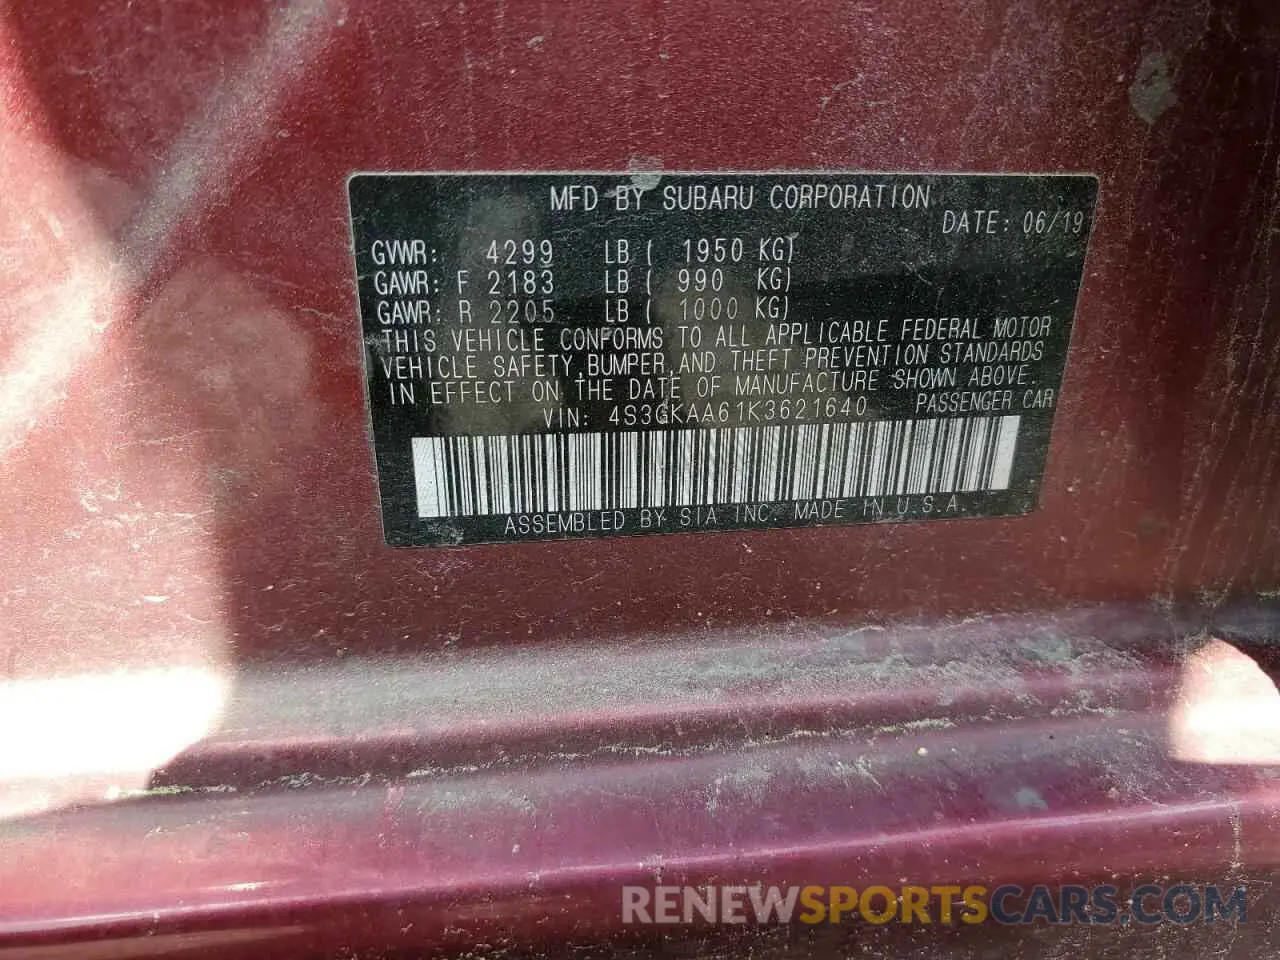 MFD BY SUBARU CORPORATION
DATE: 06/19
GVWR: 4299 LB ( 1950 KG)
GAWR: F 2183 LB ( 990 KG)
GAWR: R 2205 LB ( 1000 KG)
THIS VEHICLE CONFORMS TO ALL APPLICABLE FEDERAL MOTOR
VEHICLE SAFETY,BUMPER,AND THEFT PREVENTION STANDARDS
IN EFFECT ON THE DATE OF MANUFACTURE SHOWN ABOVE.
VIN: 4S3GKAA61K3621640 PASSENGER CAR
ASSEMBLED BY SIA INC. MADE IN U.S.A.
RENEWSPORTSCARS.COM